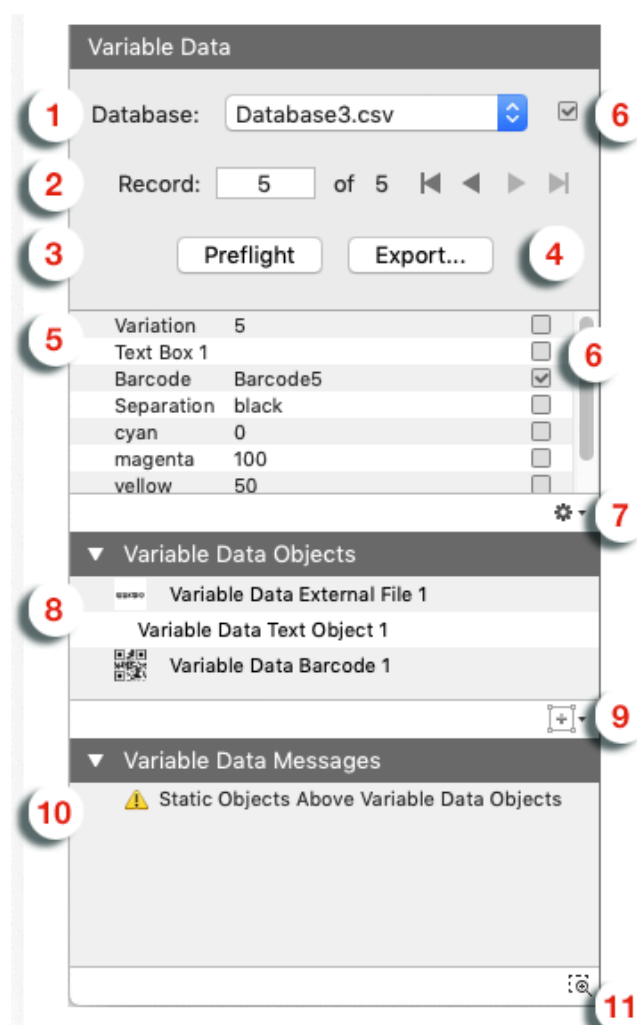 Variable Data
1 Database: Database3.csv 6
2 Record: 5 of 5
3 Preflight Export... 4
5 Variation 5
Text Box 1 6
Barcode Barcode5
Separation black
cyan 0
magenta 100
yellow 50
7
Variable Data Objects
8 Variable Data External File 1
Variable Data Text Object 1
Variable Data Barcode 1
9
Variable Data Messages
10 Static Objects Above Variable Data Objects
11